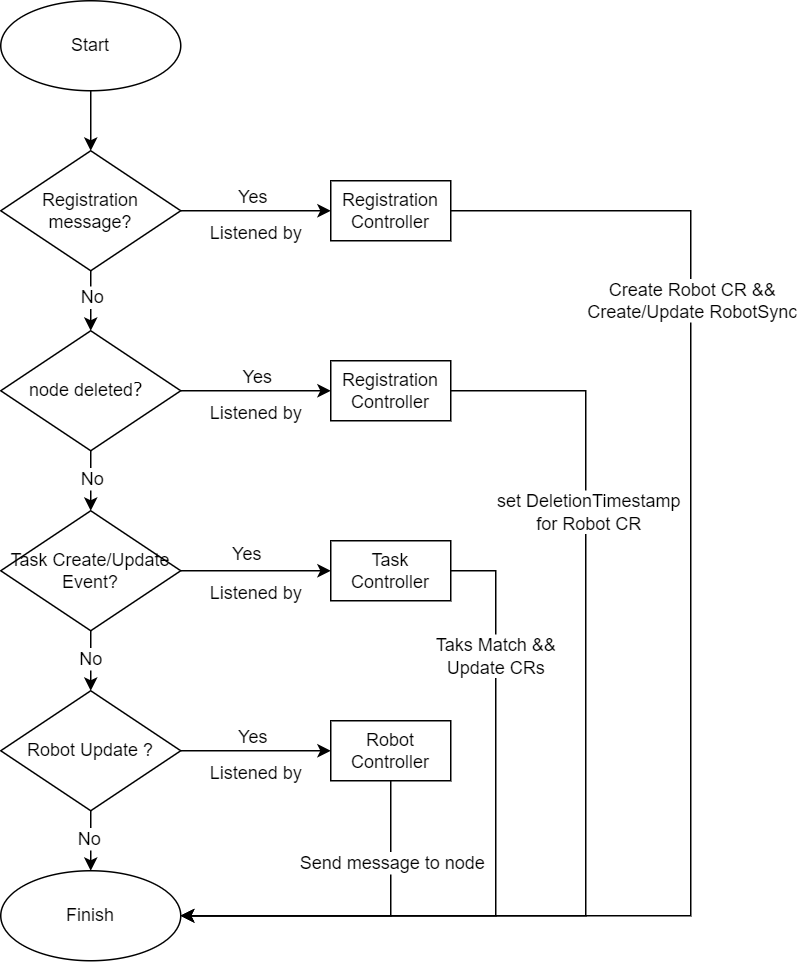 Start
Registration
message?
Yes
Listened by
Registration
Controller
Create Robot CR &&
Create/Update RobotSync
No
node deleted?
Yes
Listened by
Registration
Controller
set DeletionTimestamp
for Robot CR
No
Task Create/Update
Event?
Yes
Listened by
Task
Controller
Taks Match &&
Update CRs
No
Robot Update ?
Yes
Listened by
Robot
Controller
Send message to node
No
Finish